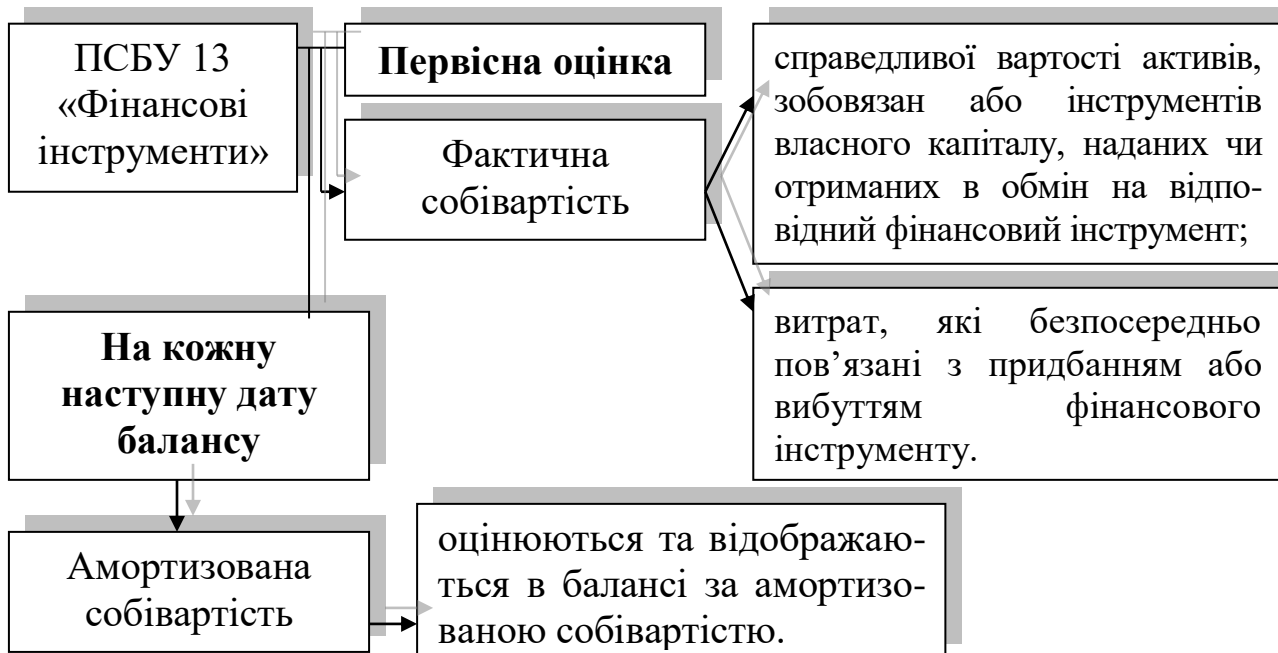 ПСБУ 13
«Фінансові
інструменти»
Первісна оцінка
Фактична
собівартість
справедливої вартості активів,
зобовязан або інструментів
власного капіталу, наданих чи
отриманих в обмін на відпо-
відний фінансовий інструмент;
витрат, які безпосередньо
пов’язані з придбанням або
вибуттям фінансового
інструменту.
На кожну
наступну дату
балансу
Амортизована
собівартість
оцінюються та відображаю-
ться в балансі за амортизо-
ваною собівартістю.